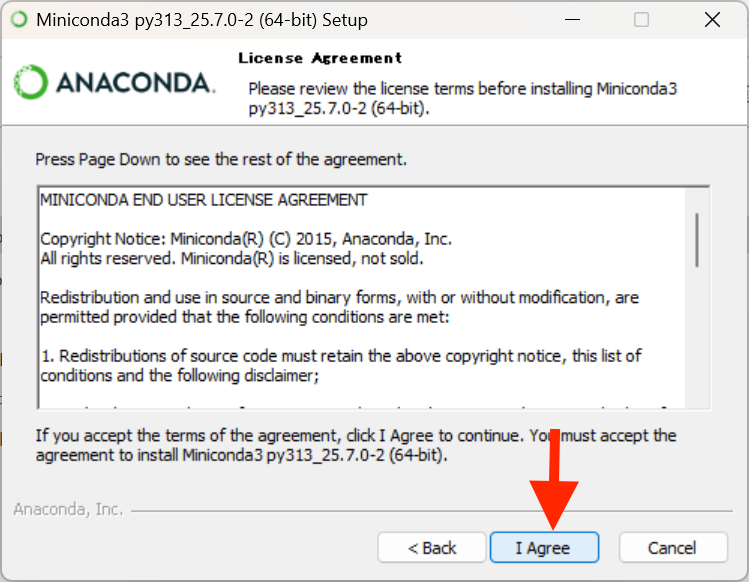 Miniconda3 py313_25.7.0-2 (64-bit) Setup
License Agreement
ANACONDA.
Please review the license terms before installing Miniconda3
py313_25.7.0-2 (64-bit).
Press Page Down to see the rest of the agreement.
MINICONDA END USER LICENSE AGREEMENT
Copyright Notice: Miniconda(R) (C) 2015, Anaconda, Inc.
All rights reserved. Miniconda(R) is licensed, not sold.
Redistribution and use in source and binary forms, with or without modification, are
permitted provided that the following conditions are met:
1. Redistributions of source code must retain the above copyright notice, this list of
conditions and the following disclaimer;
If you accept the terms of the agreement, click I Agree to continue. You must accept the
agreement to install Miniconda3 py313_25.7.0-2 (64-bit).
Anaconda, Inc.
< Back
I Agree
Cancel